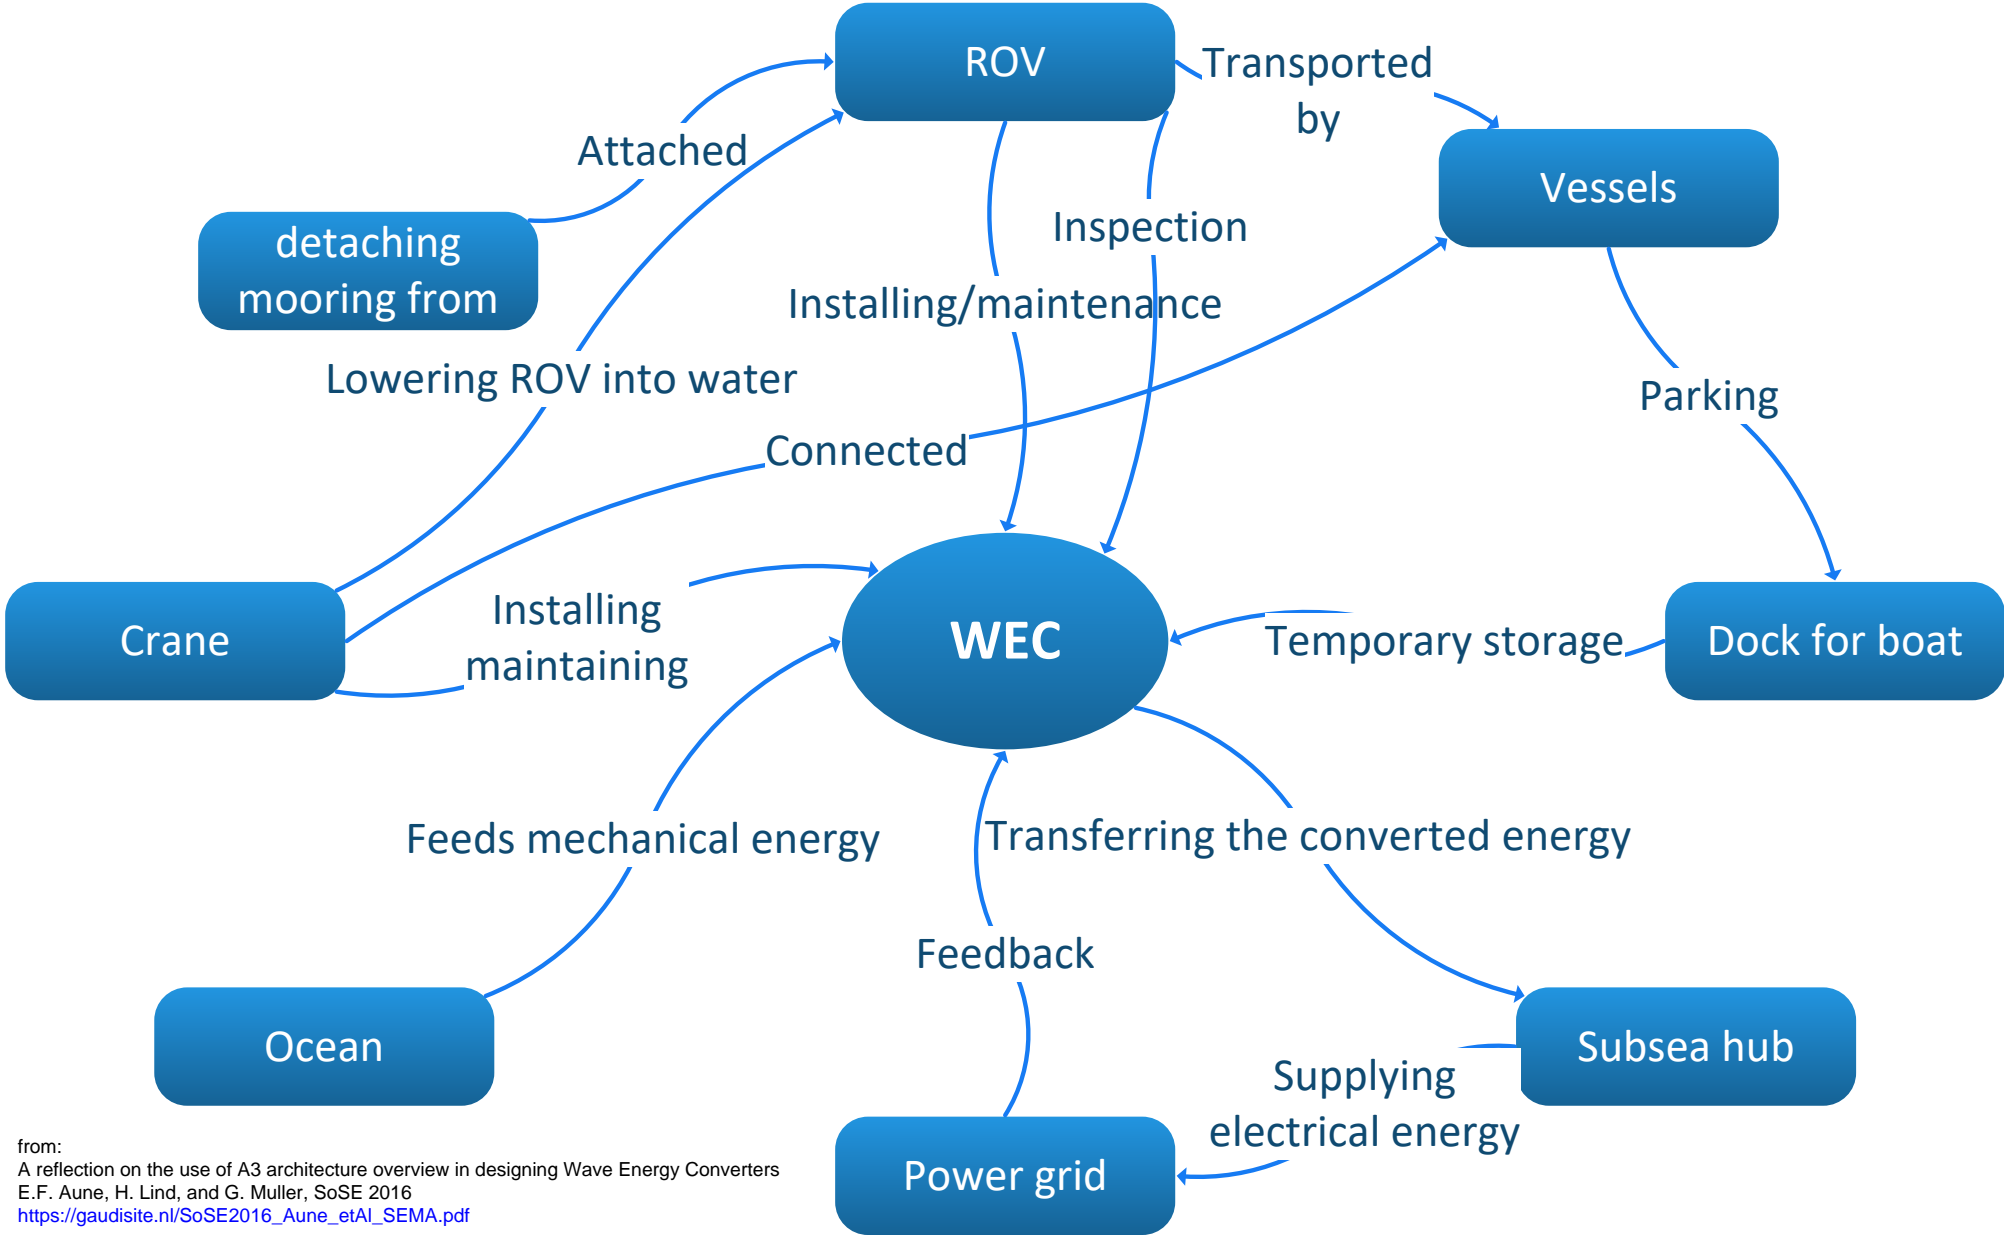 ROV
Transported
by
Attached
Vessels
detaching
mooring from
Inspection
Installing/maintenance
Lowering ROV into water
Parking
Connected
Crane
Installing
maintaining
WEC
Temporary storage
Dock for boat
Feeds mechanical energy
Transferring the converted energy
Feedback
Ocean
Subsea hub
Supplying
electrical energy
Power grid
from:
A reflection on the use of A3 architecture overview in designing Wave Energy Converters
E.F. Aune, H. Lind, and G. Muller, SoSE 2016
https://gaudisite.nl/SoSE2016_Aune_etAl_SEMA.pdf